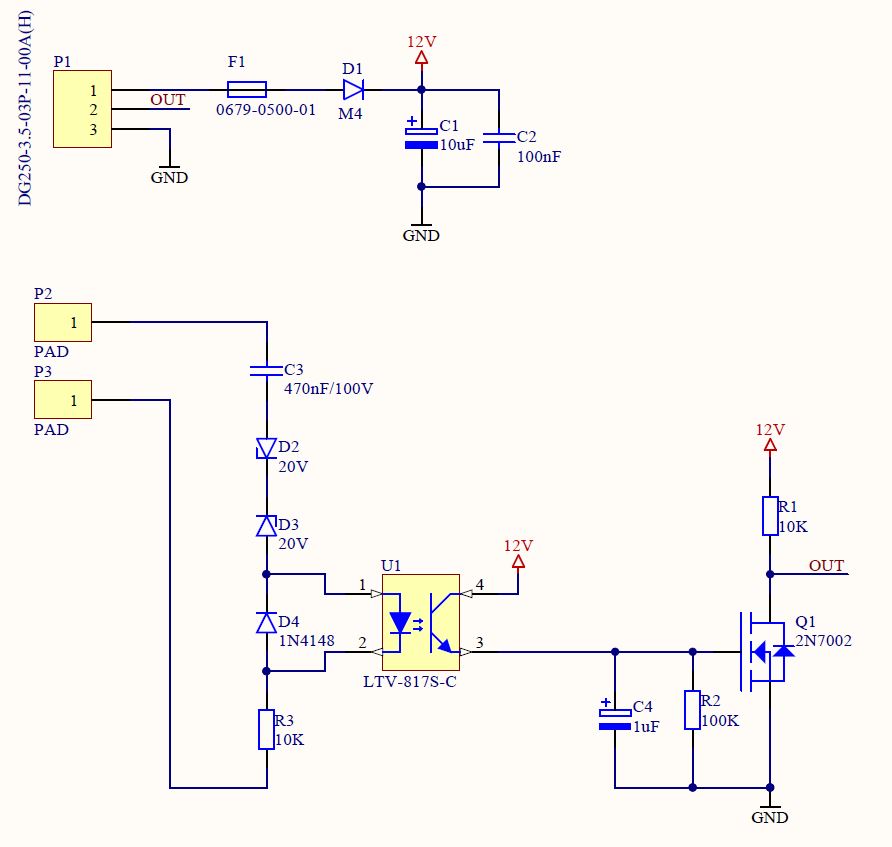 DG250-3.5-03P-11-00A(H)
P1
1
2
3
OUT
GND
F1
0679-0500-01
D1
M4
12V
+
C1
10uF
C2
100nF
GND
P2
1
PAD
P3
1
PAD
C3
470nF/100V
D2
20V
D3
20V
D4
1N4148
R3
10K
U1
1
2
4
3
LTV-817S-C
12V
+
C4
1uF
R2
100K
12V
R1
10K
OUT
Q1
2N7002
GND